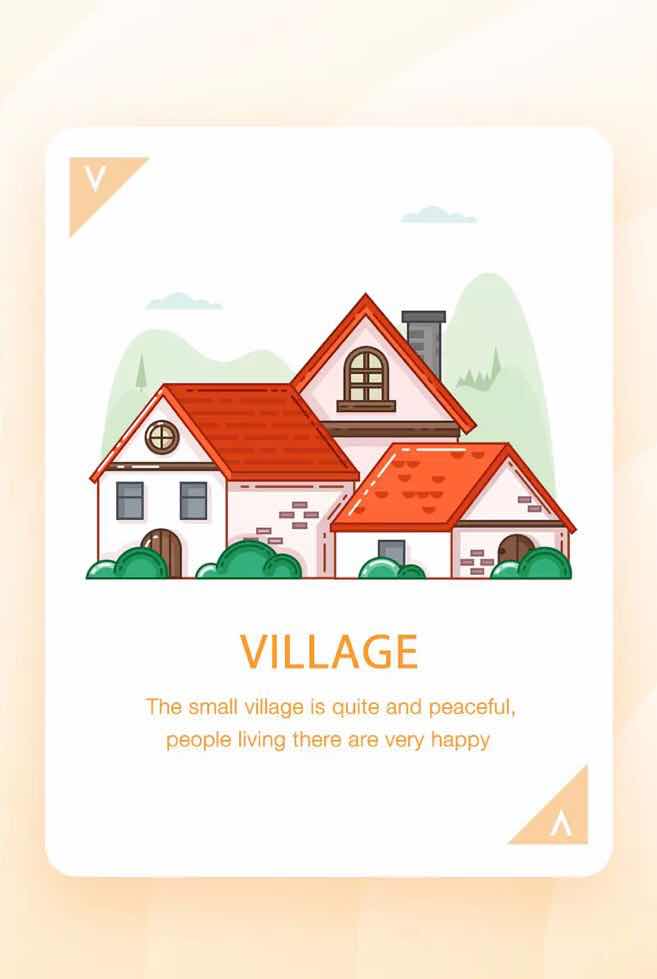 V
VILLAGE
The small village is quite and peaceful,
people living there are very happy
V